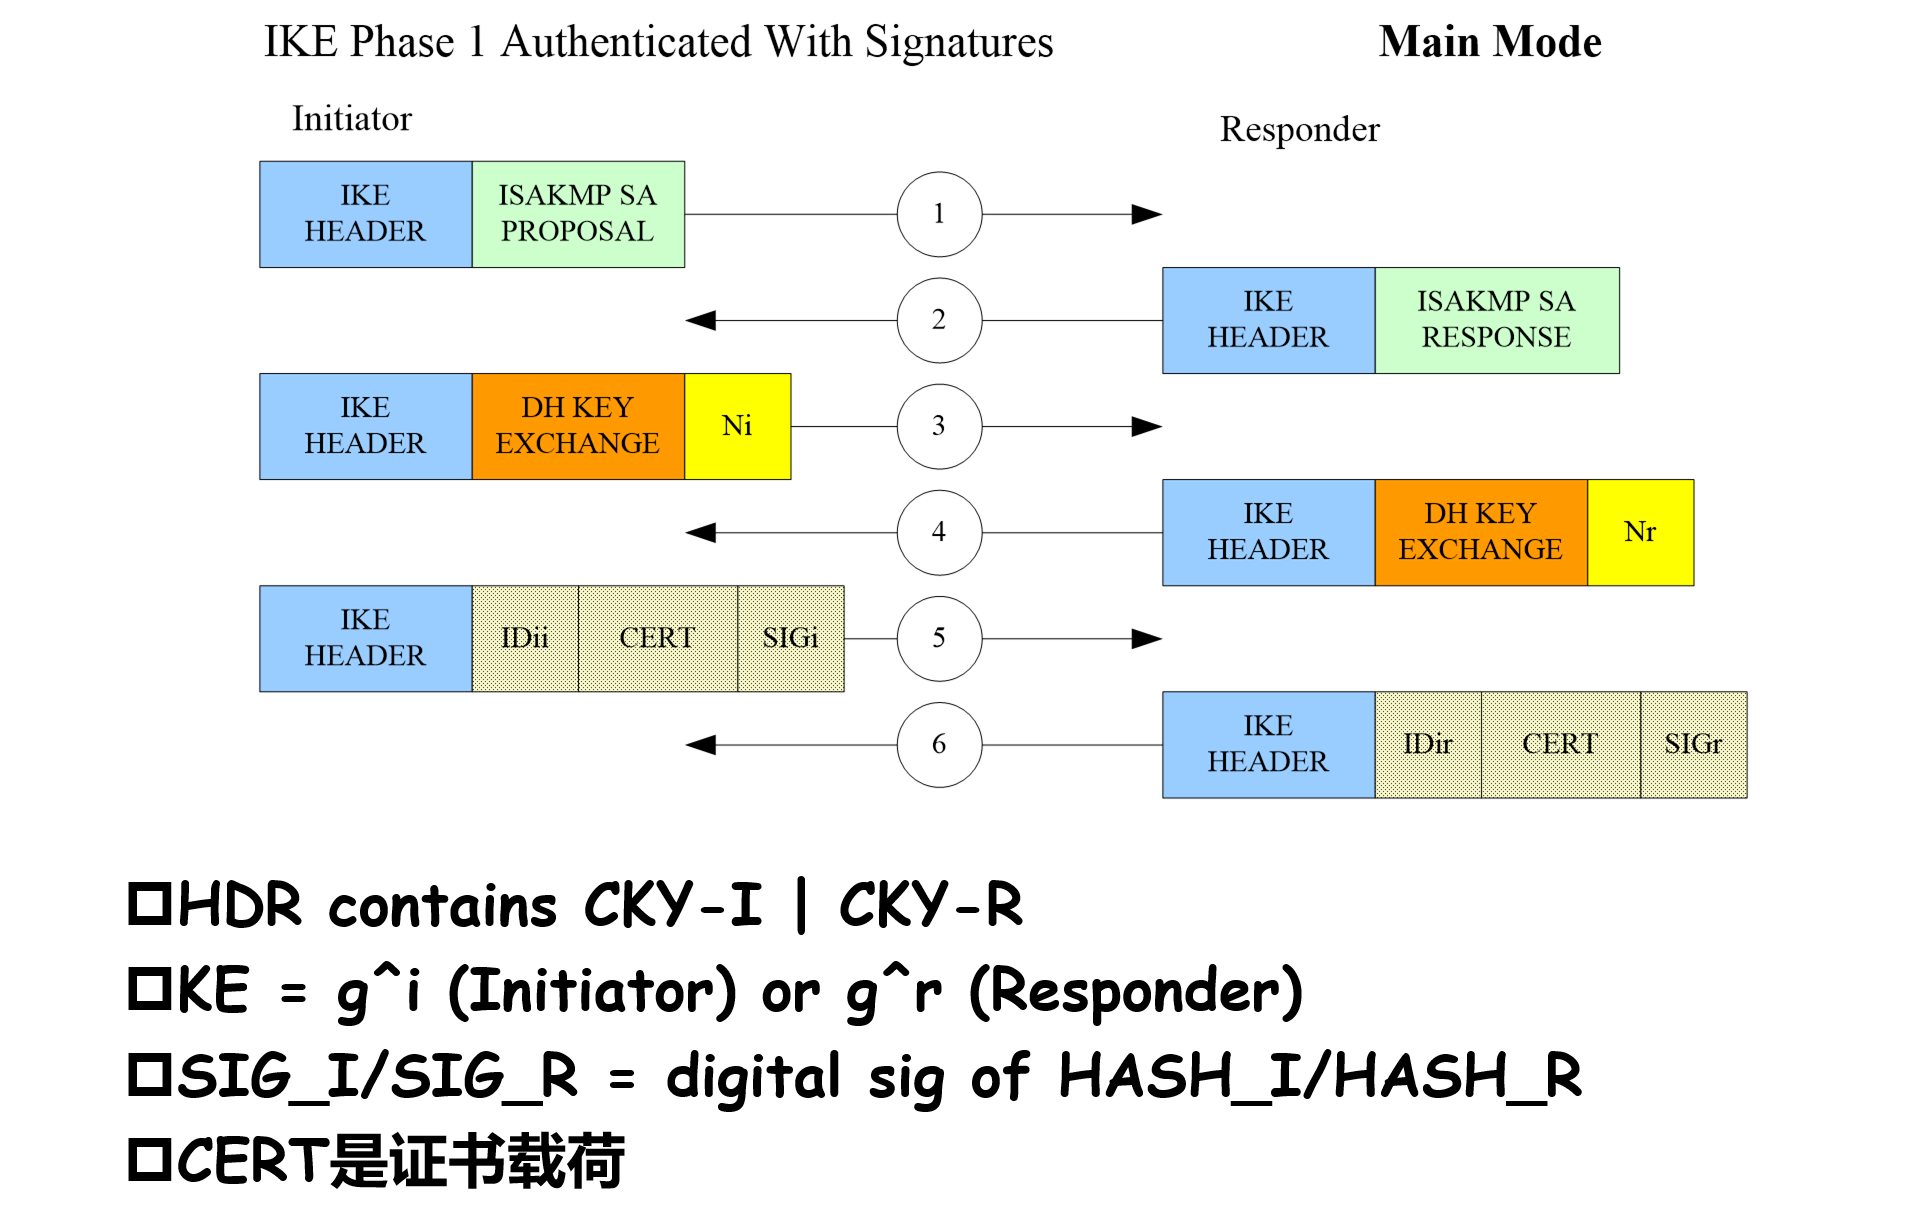 IKE Phase 1 Authenticated With Signatures
Main Mode
Initiator
Responder
IKE
HEADER
ISAKMP SA
PROPOSAL
1
2
IKE
HEADER
ISAKMP SA
RESPONSE
IKE
HEADER
DH KEY
EXCHANGE
Ni
3
4
IKE
HEADER
DH KEY
EXCHANGE
Nr
IKE
HEADER
IDii
CERT
SIGi
5
6
IKE
HEADER
IDir
CERT
SIGr
HDR contains CKY-I | CKY-R
KE = g^i (Initiator) or g^r (Responder)
SIG_I/SIG_R = digital sig of HASH_I/HASH_R
CERT是证书载荷